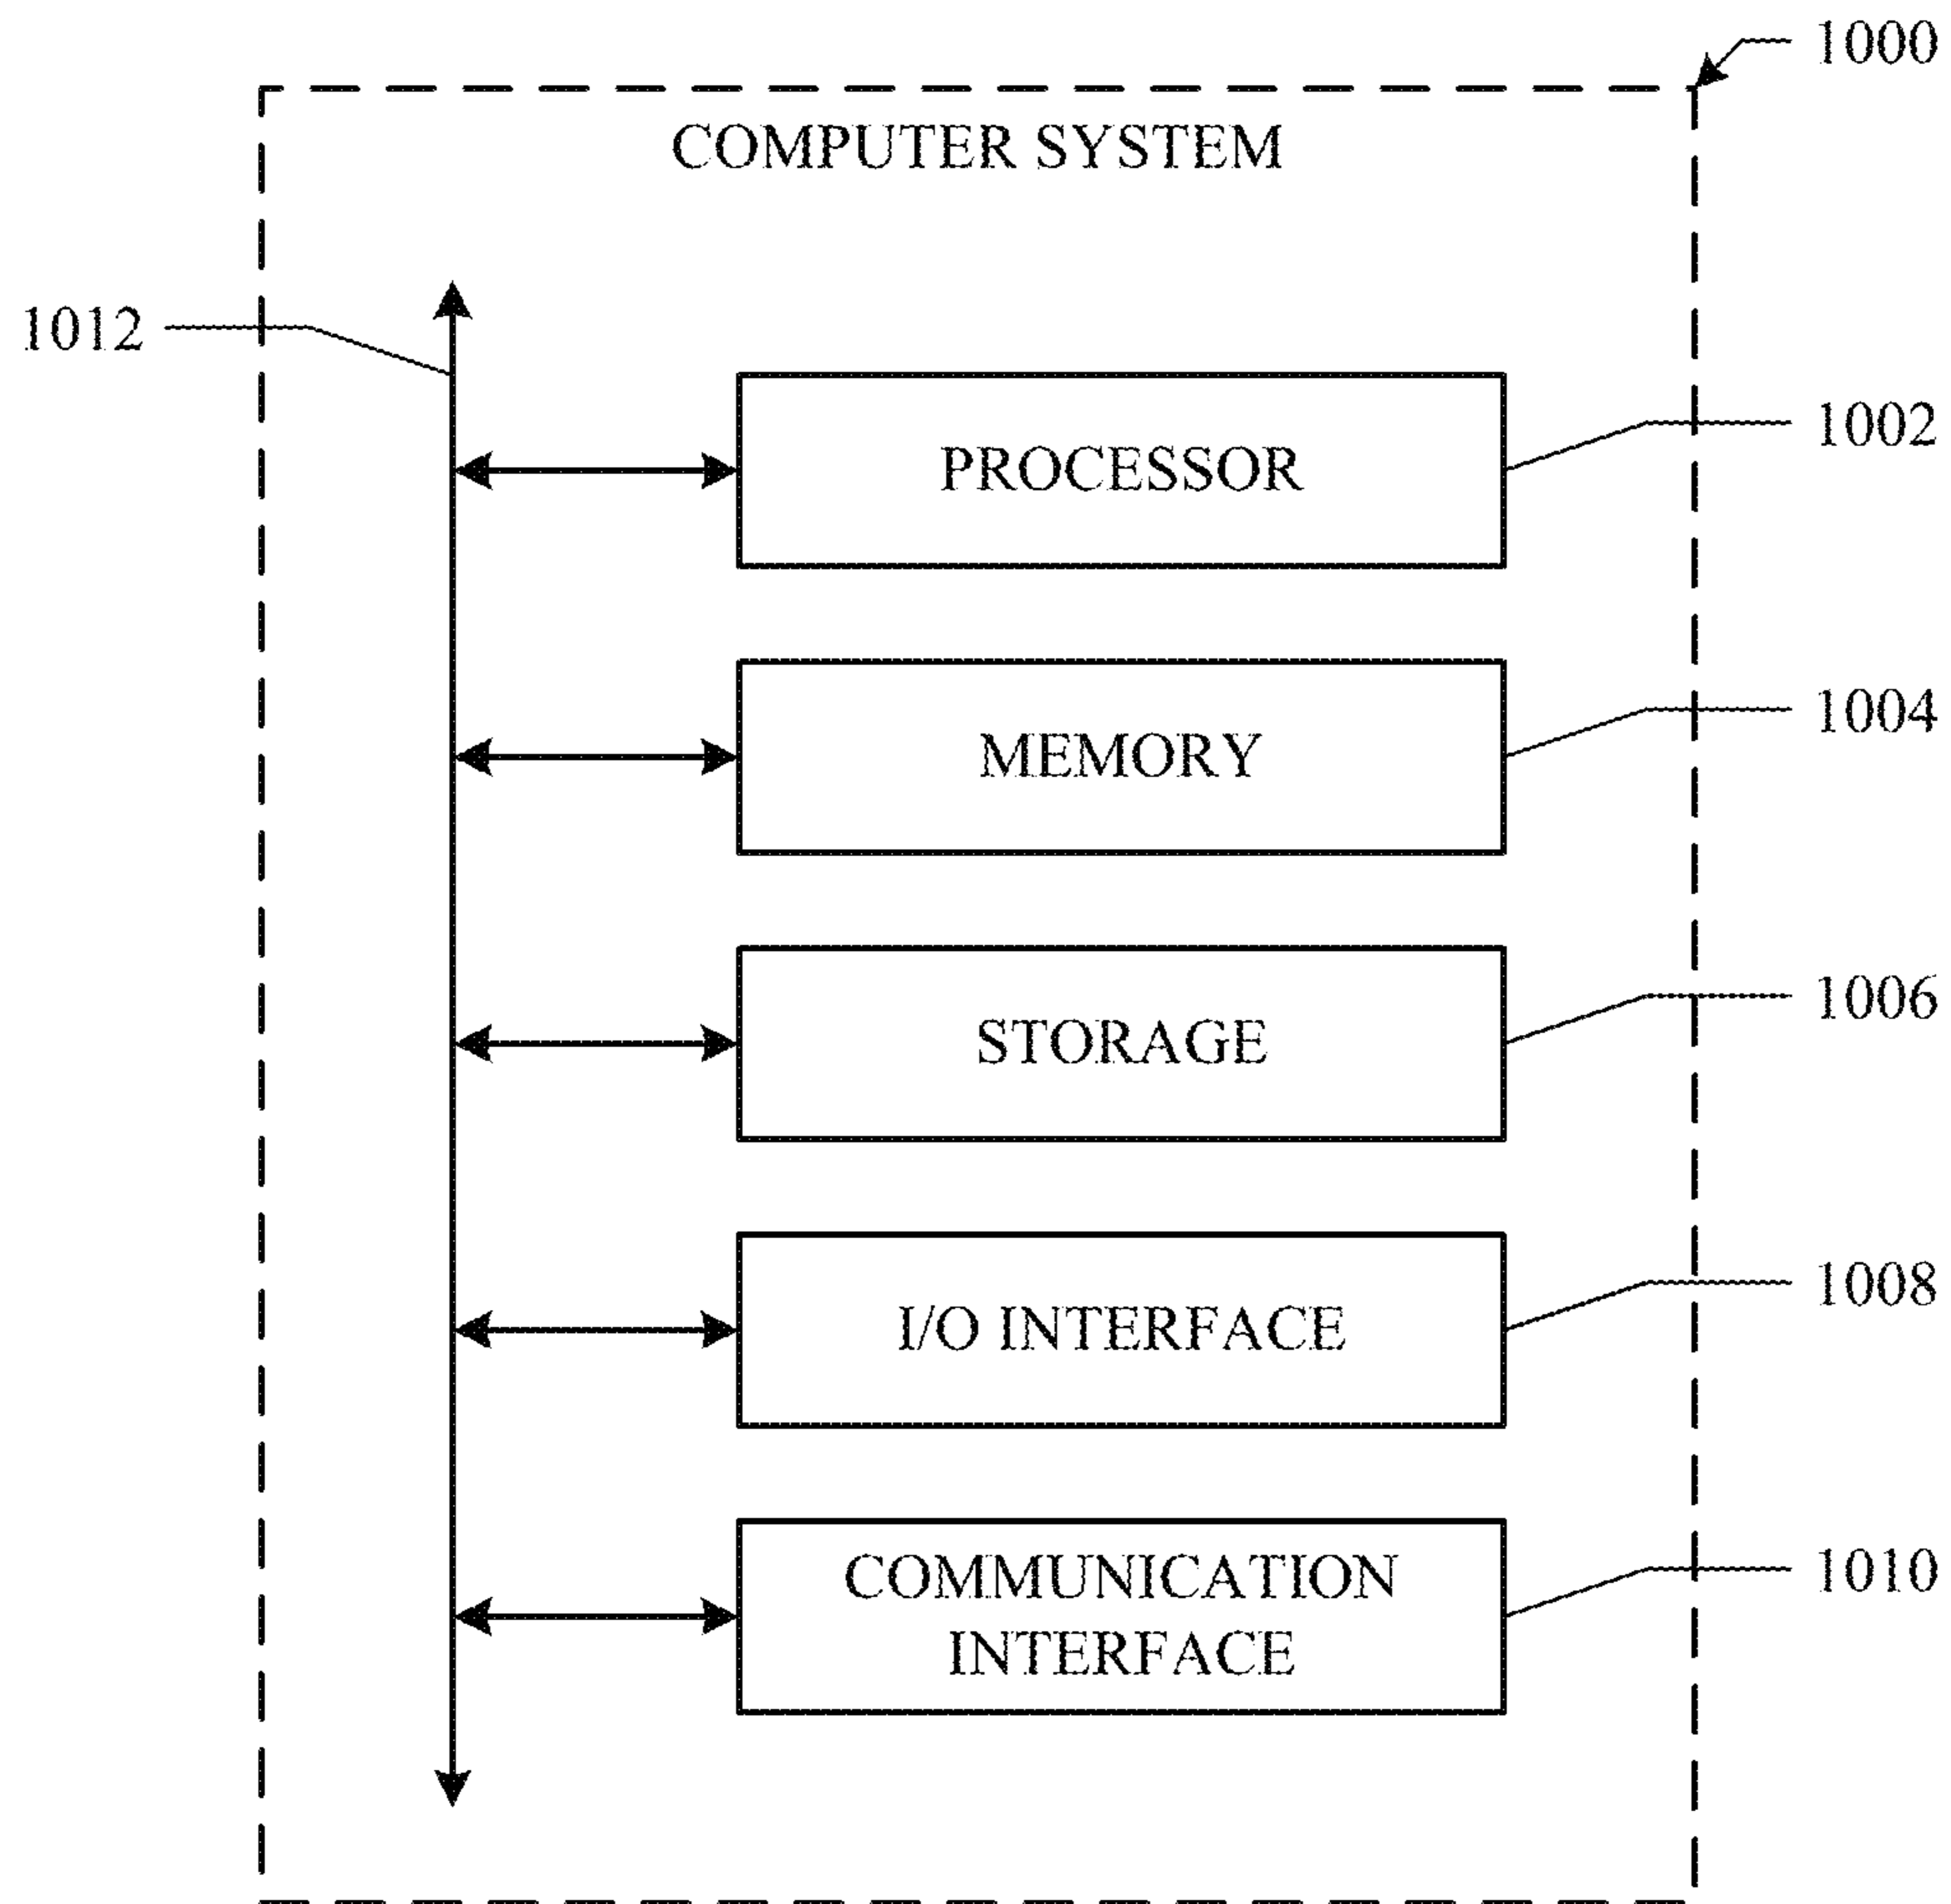 1000
COMPUTER SYSTEM
1012
PROCESSOR
1002
MEMORY
1004
STORAGE
1006
I/O INTERFACE
1008
COMMUNICATION
INTERFACE
1010